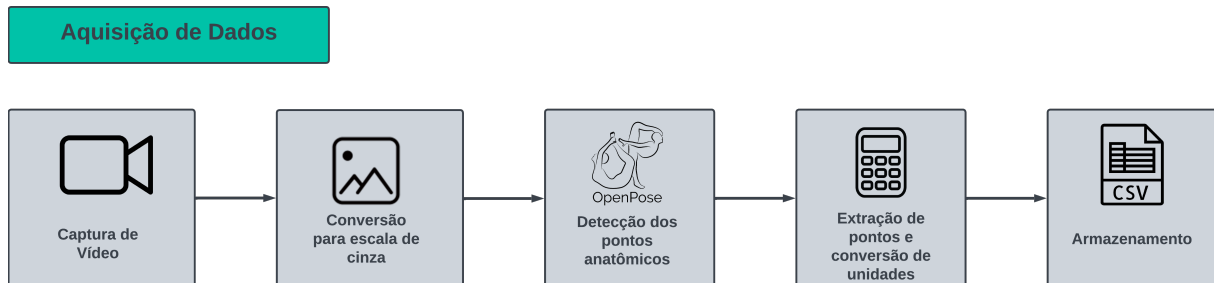 Aquisição de Dados
Captura de
Vídeo
Conversão
para escala de
cinza
OpenPose
Detecção dos
pontos
anatômicos
Extração de
pontos e
conversão de
unidades
CSV
Armazenamento